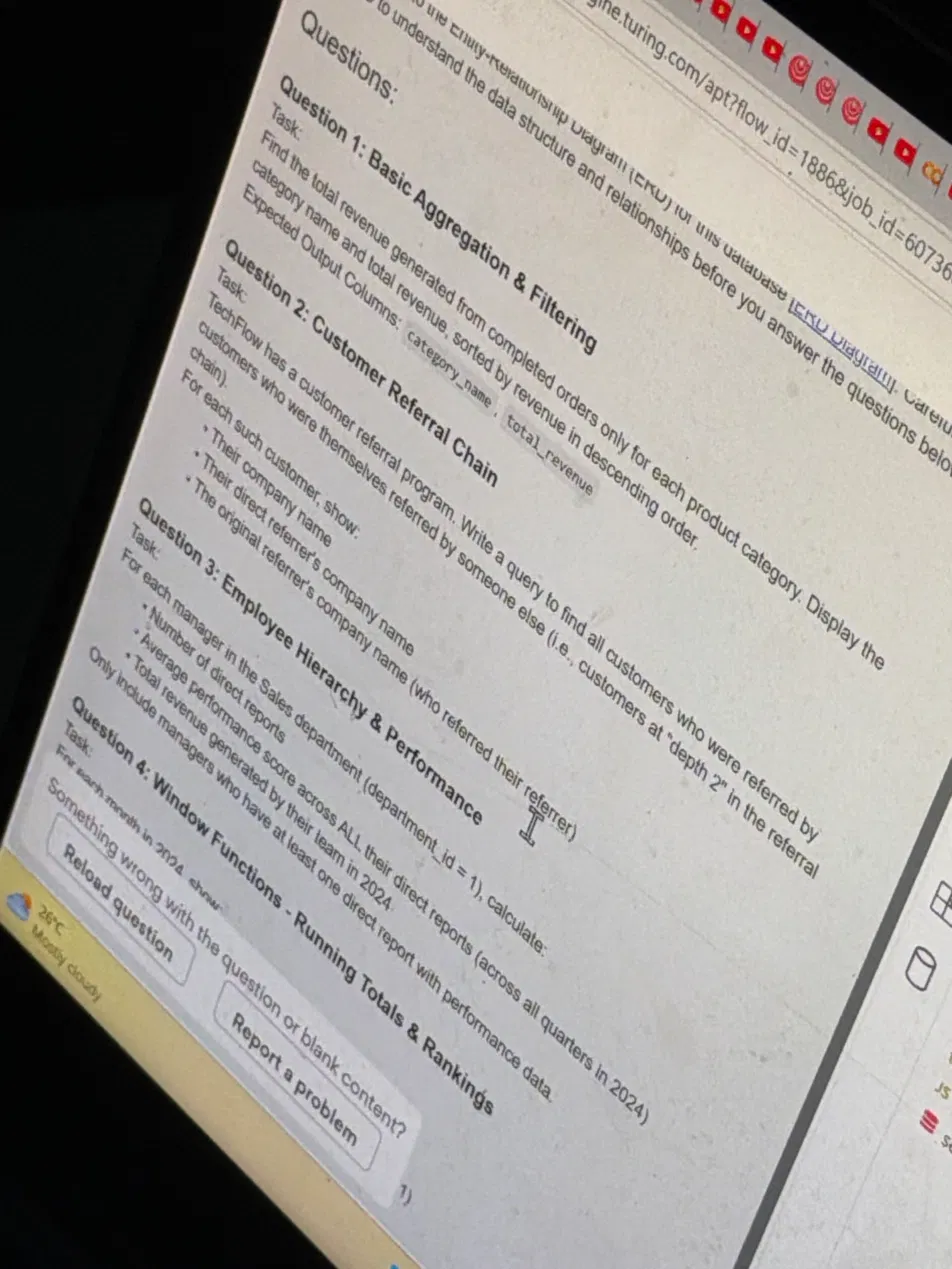 gine.turing.com/apt?flow_id=1886&job_id=60736
the Entity-Relationship Diagram (ERD) for this database [ERD Diagram]. Carefu
to understand the data structure and relationships before you answer the questions belo
Questions:
Question 1: Basic Aggregation & Filtering
Task:
Find the total revenue generated from completed orders only for each product category. Display the
category name and total revenue, sorted by revenue in descending order.
Expected Output Columns: category_name, total_revenue
Question 2: Customer Referral Chain
Task:
TechFlow has a customer referral program. Write a query to find all customers who were referred by
customers who were themselves referred by someone else (i.e., customers at "depth 2" in the referral
chain).
For each such customer, show:
• Their company name
• Their direct referrer's company name
• The original referrer's company name (who referred their referrer)
Question 3: Employee Hierarchy & Performance
Task:
For each manager in the Sales department (department_id = 1), calculate:
• Number of direct reports
• Average performance score across ALL their direct reports (across all quarters in 2024)
• Total revenue generated by their team in 2024
Only include managers who have at least one direct report with performance data.
Question 4: Window Functions - Running Totals & Rankings
Task:
For each month in 2024, show
1)
Something wrong with the question or blank content?
Reload question
Report a problem
26°C
Mostly cloudy
JS